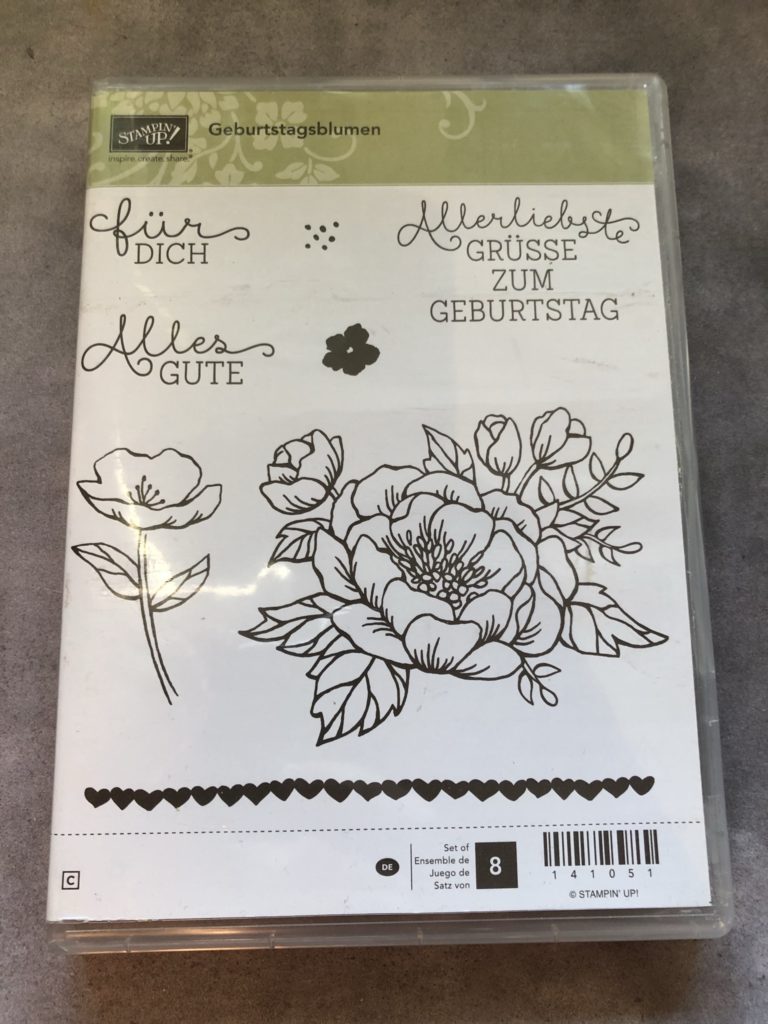 STAMPIN' UP!
inspire. create. share.®
Geburtstagsblumen
für
DICH
Allerliebste
GRÜSSE
ZUM
GEBURTSTAG
Alles
GUTE
C
DE
Set of
Ensemble de
Juego de
Satz von
8
141051
© STAMPIN' UP!